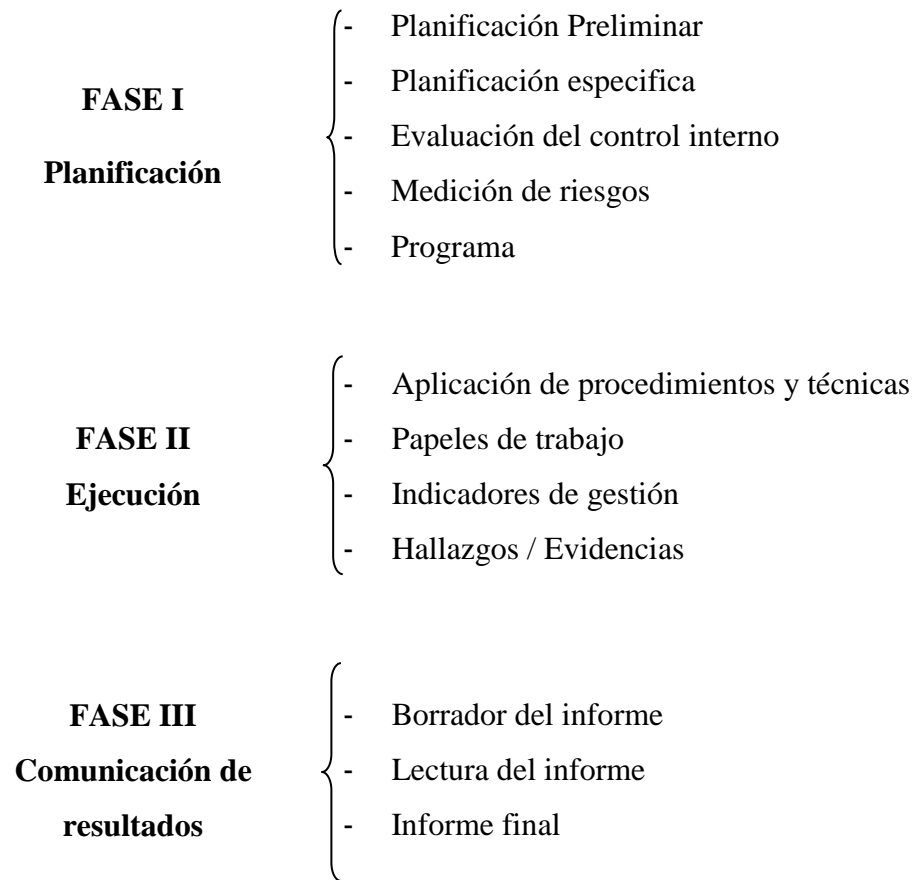 FASE I
Planificación
- Planificación Preliminar
- Planificación especifica
- Evaluación del control interno
- Medición de riesgos
- Programa
FASE II
Ejecución
- Aplicación de procedimientos y técnicas
- Papeles de trabajo
- Indicadores de gestión
- Hallazgos / Evidencias
FASE III
Comunicación de
resultados
- Borrador del informe
- Lectura del informe
- Informe final